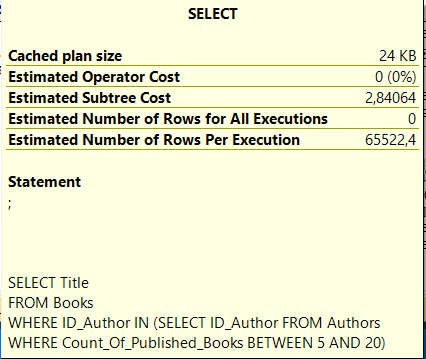 SELECT
Cached plan size 24 KB
Estimated Operator Cost 0 (0%)
Estimated Subtree Cost 2,84064
Estimated Number of Rows for All Executions 0
Estimated Number of Rows Per Execution 65522,4
Statement
;
SELECT Title
FROM Books
WHERE ID_Author IN (SELECT ID_Author FROM Authors
WHERE Count_Of_Published_Books BETWEEN 5 AND 20)